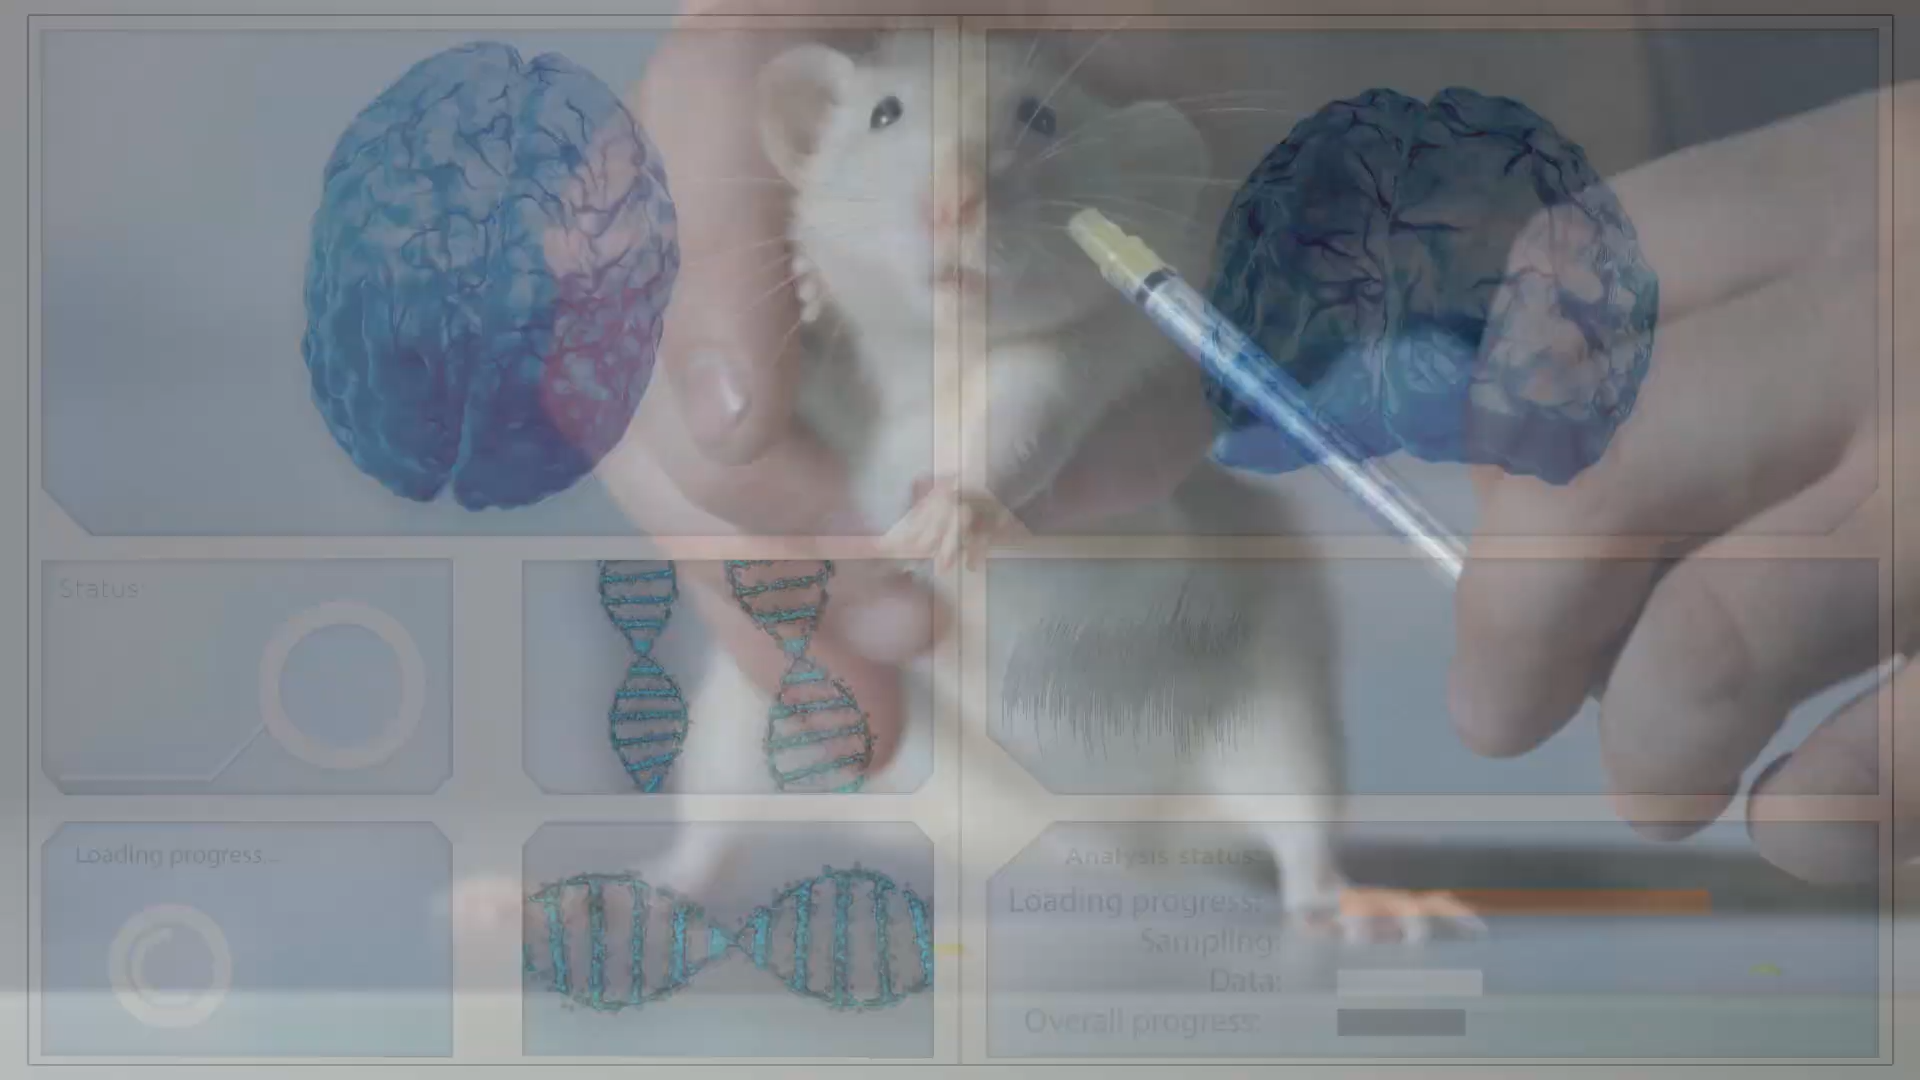 Status:
Loading progress...
Analysis status:
Loading progress:
Sampling:
Data:
Overall progress: